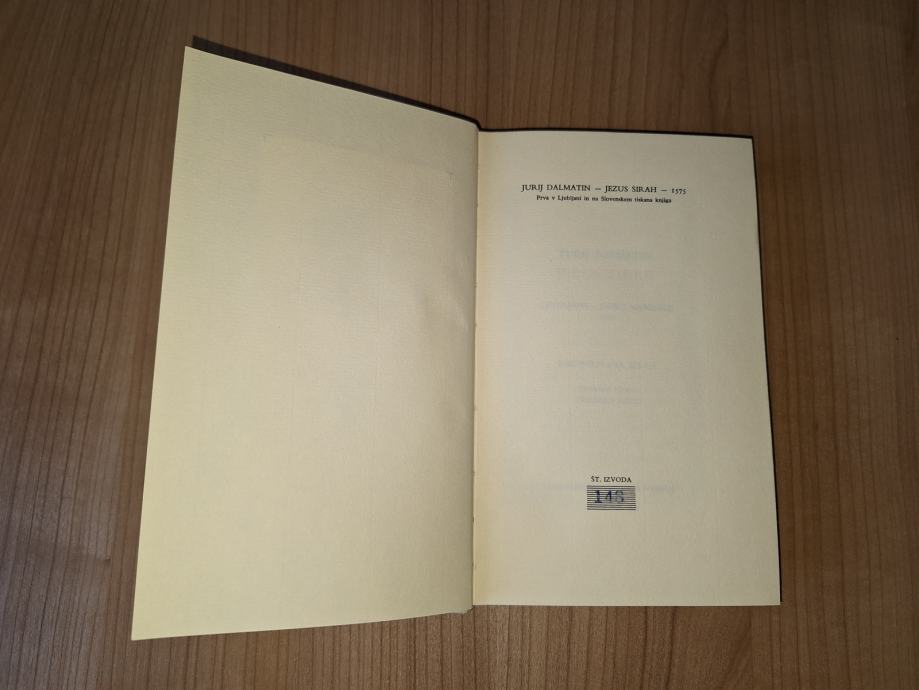 JURIJ DALMATIN — JEZUS SIRAH — 1575
Prva v Ljubljani in na Slovenskem tiskana knjiga
ŠT. IZVODA
146